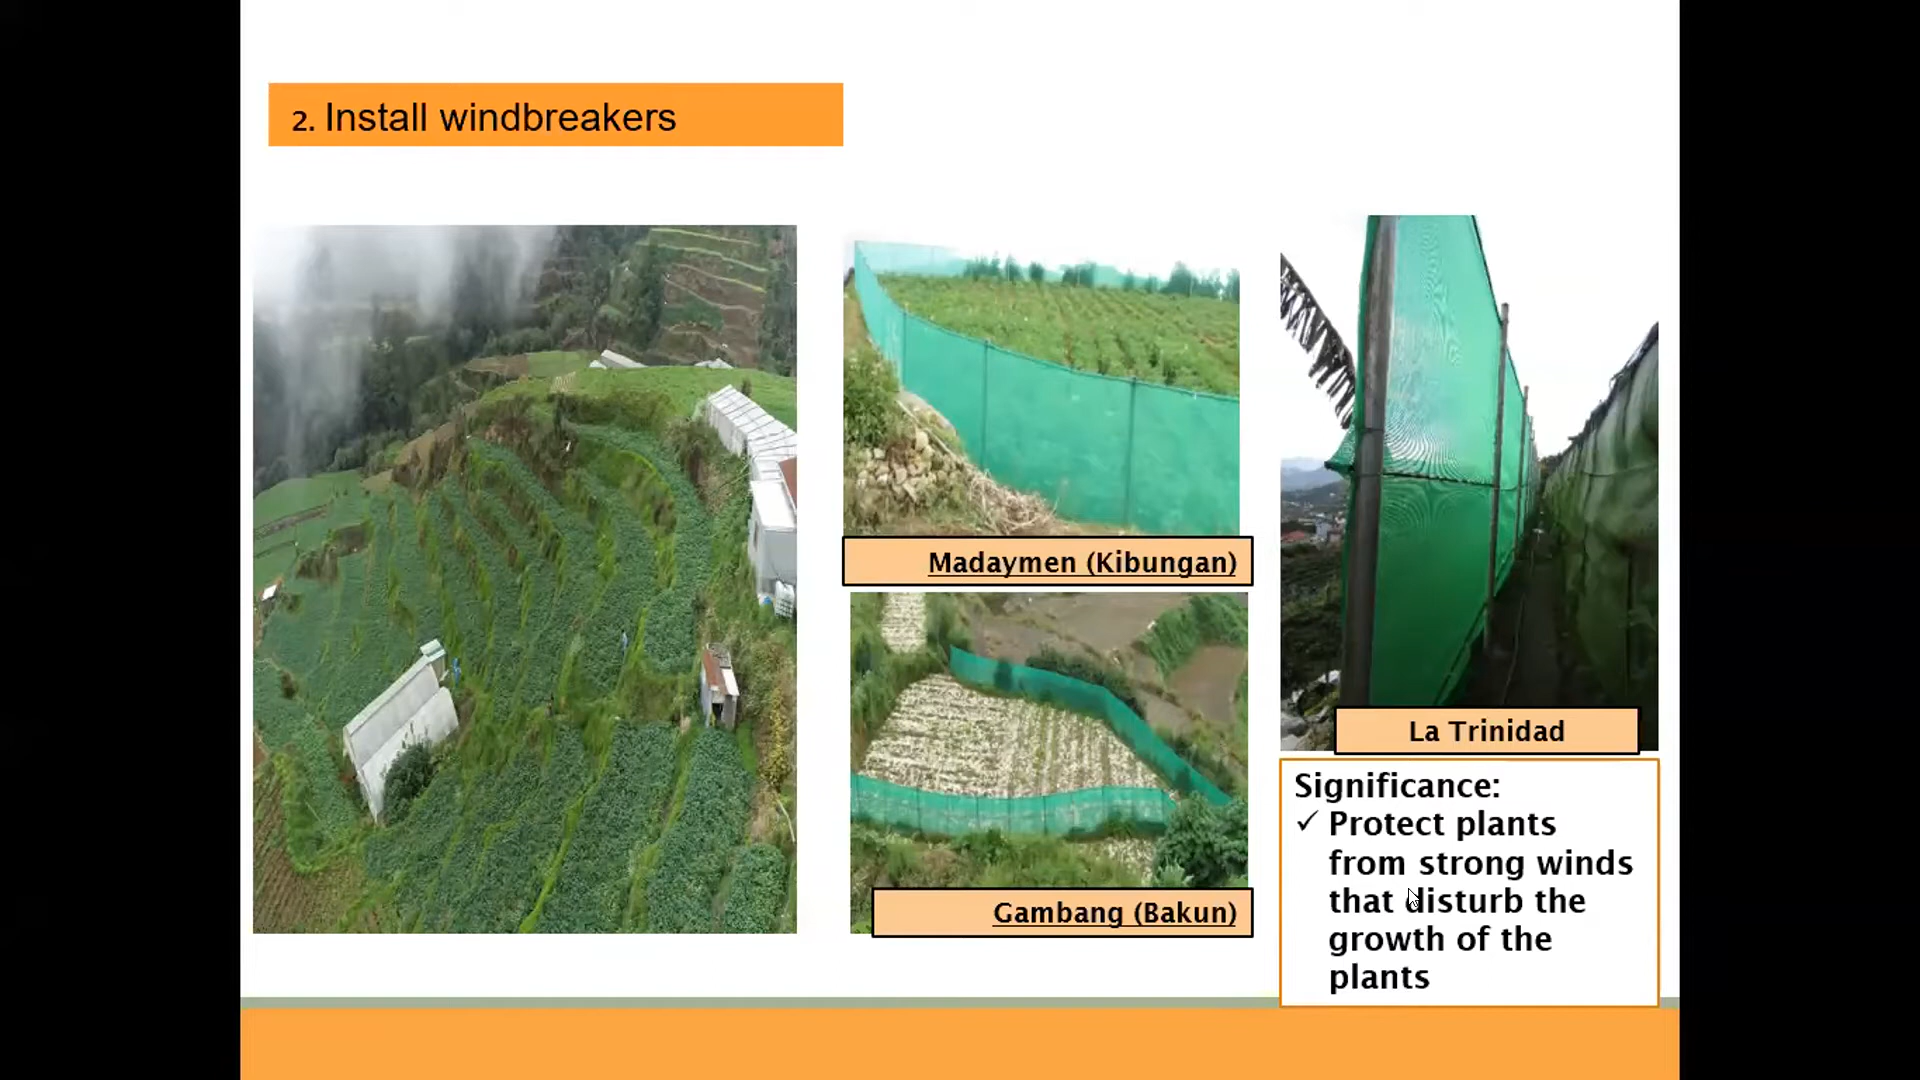 2. Install windbreakers
Madaymen (Kibungan)
Gambang (Bakun)
La Trinidad
Significance:
✓ Protect plants
from strong winds
that disturb the
growth of the
plants